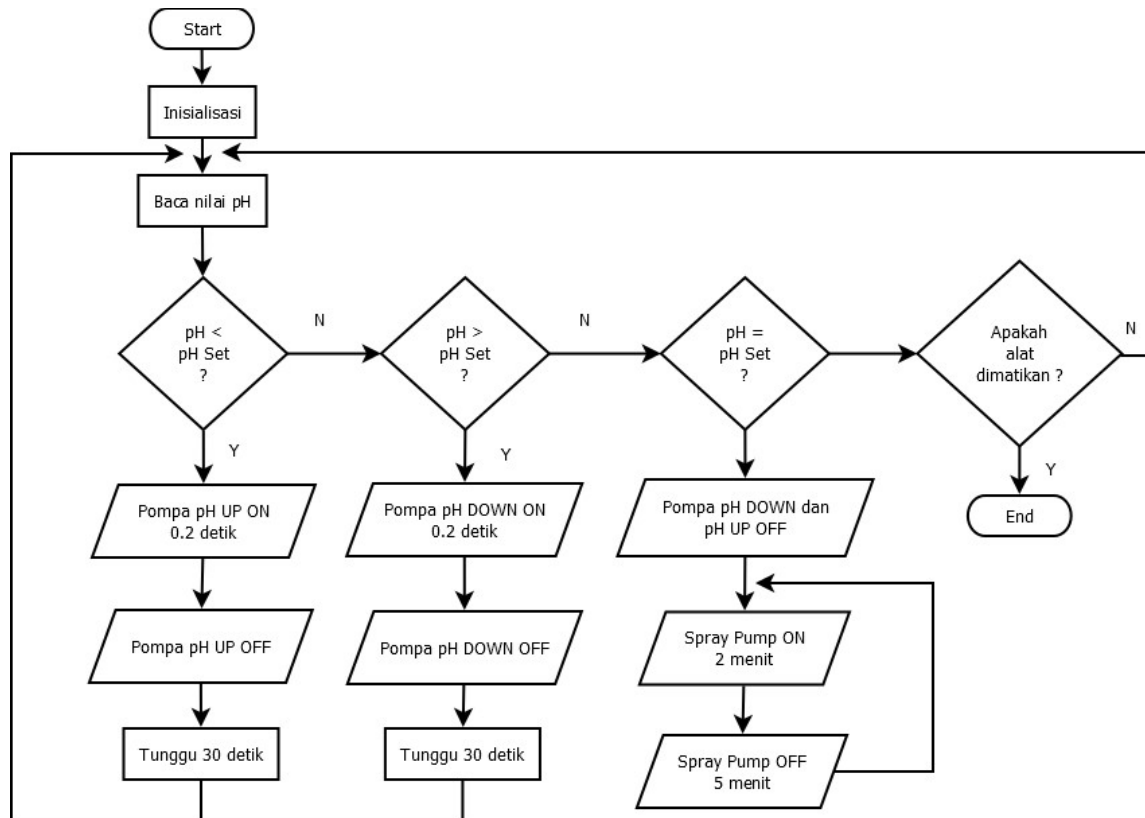 Start
Inisialisasi
Baca nilai pH
pH <
pH Set
?
N
Y
pH >
pH Set
?
N
Y
pH =
pH Set
?
Apakah
alat
dimatikan ?
N
Y
End
Pompa pH UP ON
0.2 detik
Pompa pH UP OFF
Tunggu 30 detik
Pompa pH DOWN ON
0.2 detik
Pompa pH DOWN OFF
Tunggu 30 detik
Pompa pH DOWN dan
pH UP OFF
Spray Pump ON
2 menit
Spray Pump OFF
5 menit